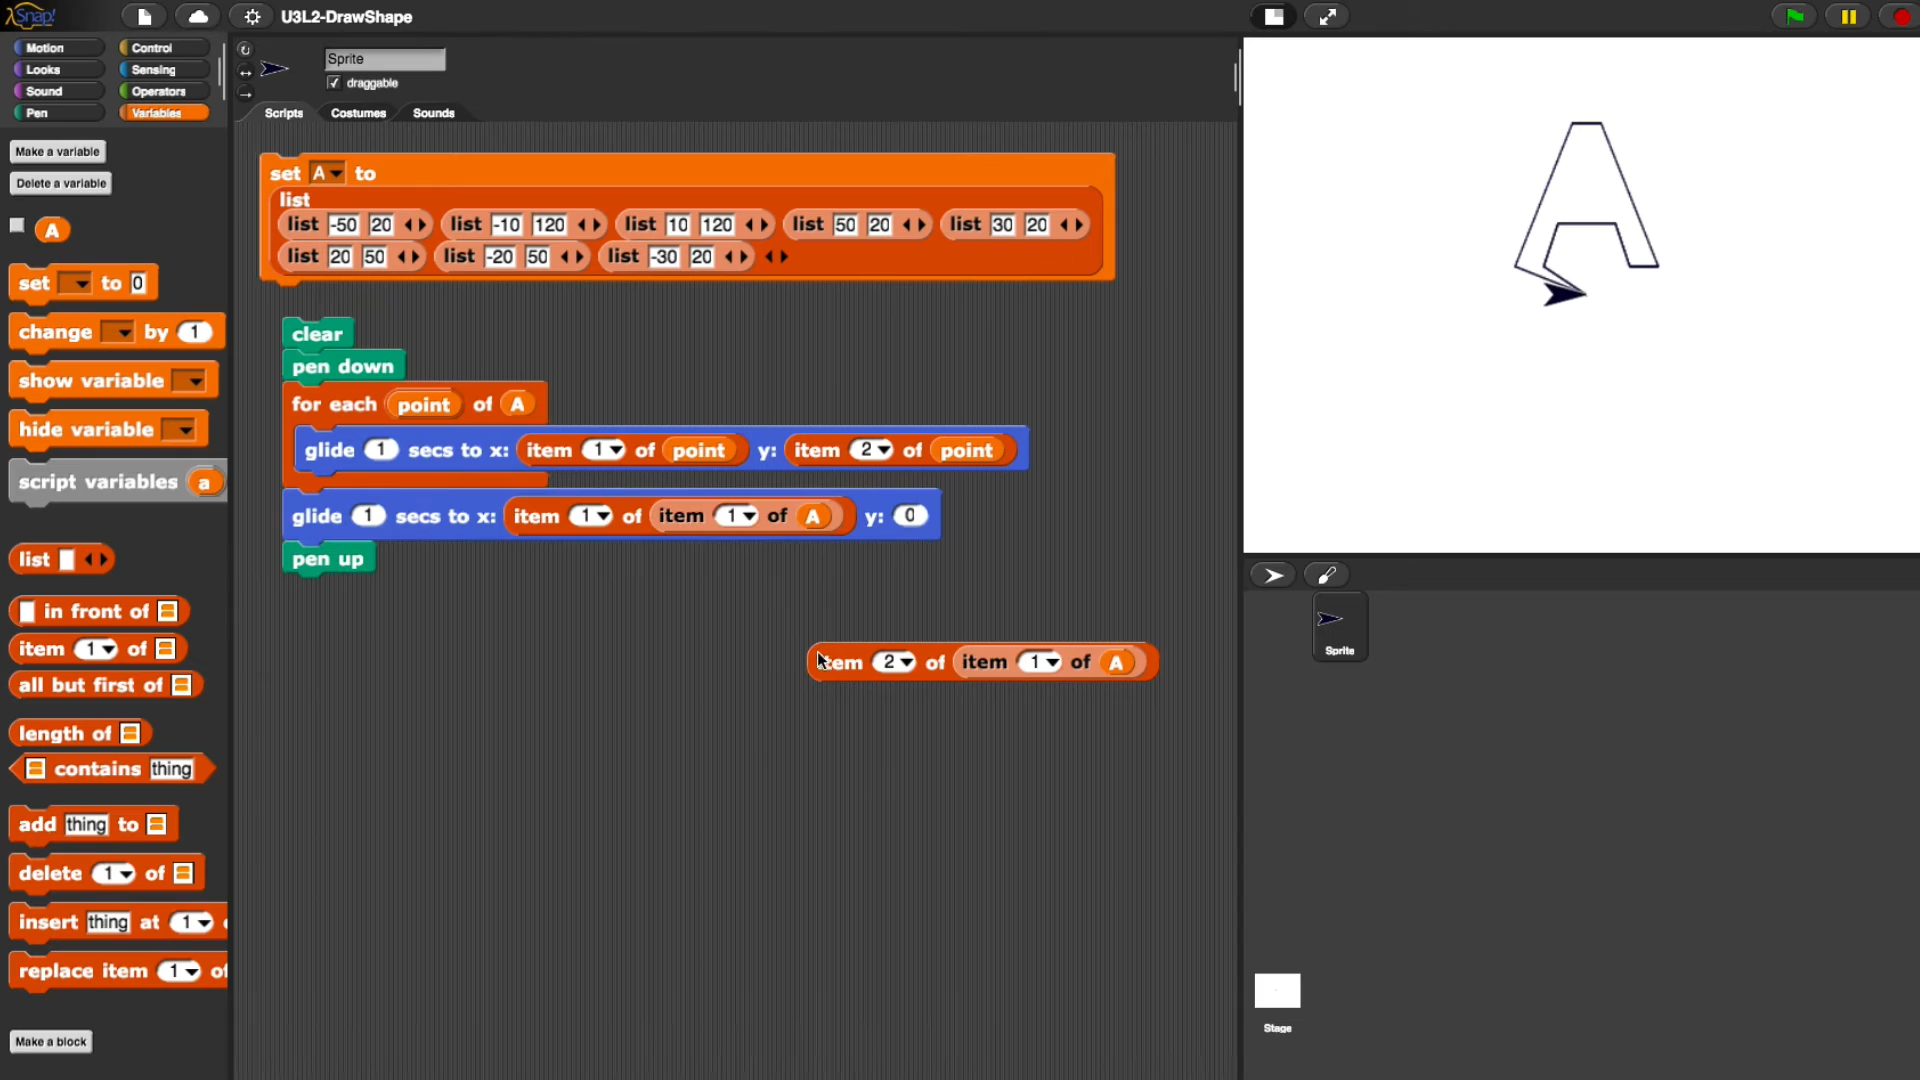 Snap!
U3L2-DrawShape
Motion Control
Looks Sensing
Sound Operators
Pen Variables
Make a variable
Delete a variable
A
set to 0
change by 1
show variable
hide variable
script variables a
list
in front of
item 1 of
all but first of
length of
contains thing
add thing to
delete 1 of
insert thing at 1
replace item 1 of
Make a block
Sprite
draggable
Scripts Costumes Sounds
set A to
list
list -50 20 list -10 120 list 10 120 list 50 20 list 30 20
list 20 50 list -20 50 list -30 20
clear
pen down
for each point of A
glide 1 secs to x: item 1 of point y: item 2 of point
glide 1 secs to x: item 1 of item 1 of A y: 0
pen up
item 2 of item 1 of A
Sprite
Stage